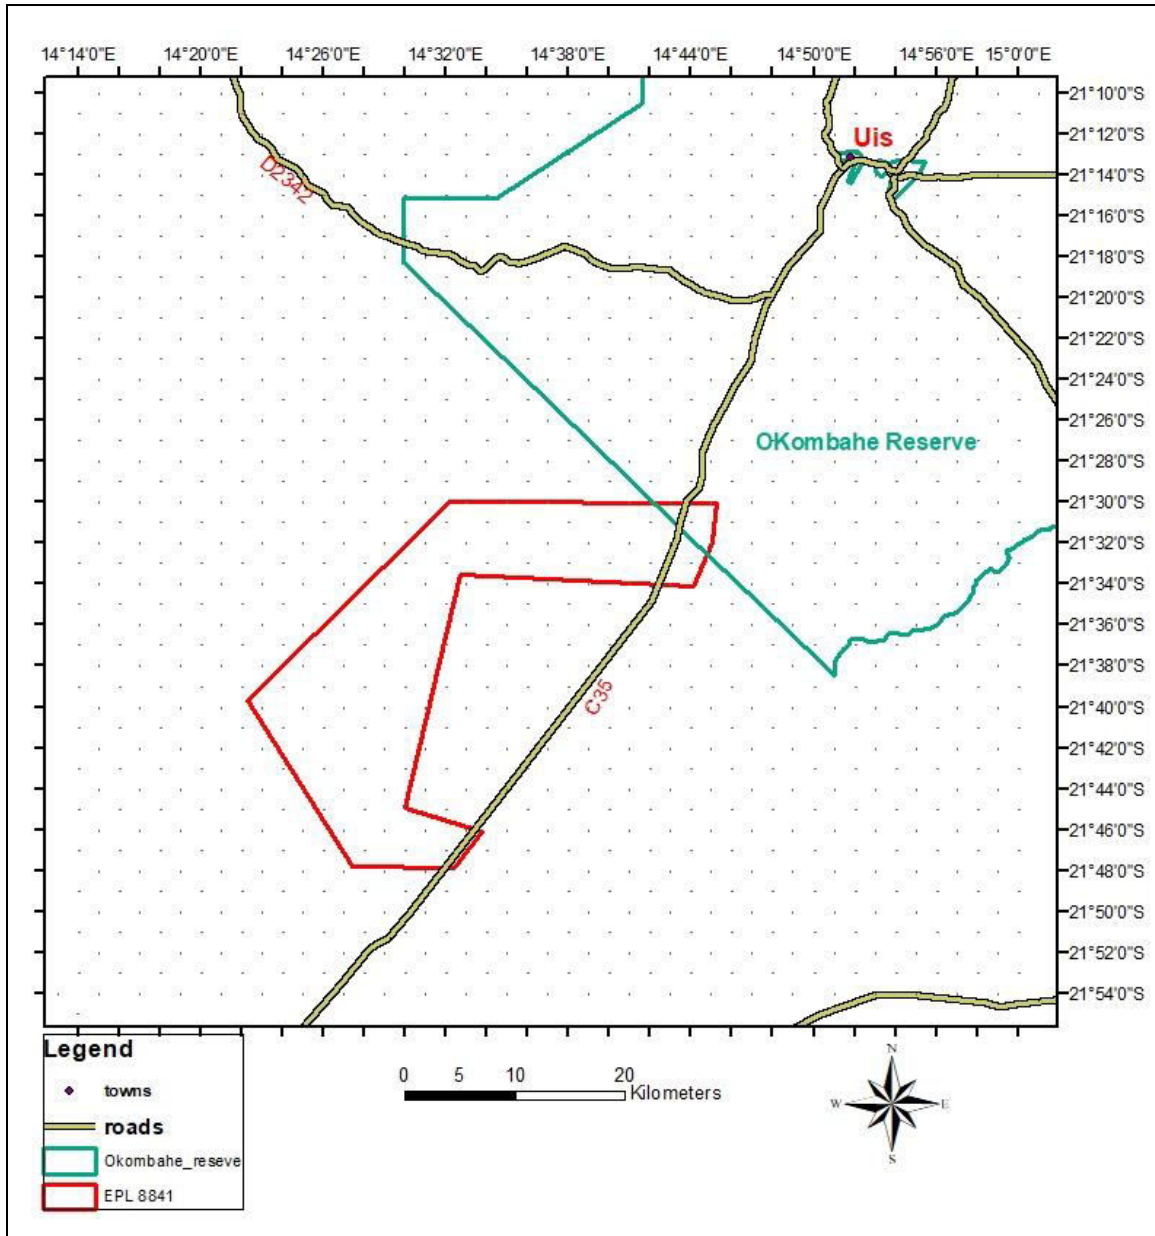 14°14'0"E 14°20'0"E 14°26'0"E 14°32'0"E 14°38'0"E 14°44'0"E 14°50'0"E 14°56'0"E 15°0'0"E
21°10'0"S
21°12'0"S
21°14'0"S
21°16'0"S
21°18'0"S
21°20'0"S
21°22'0"S
21°24'0"S
21°26'0"S
21°28'0"S
21°30'0"S
21°32'0"S
21°34'0"S
21°36'0"S
21°38'0"S
21°40'0"S
21°42'0"S
21°44'0"S
21°46'0"S
21°48'0"S
21°50'0"S
21°52'0"S
21°54'0"S
Uis
D2342
OKombahe Reserve
C35
Legend
towns
roads
Okombahe_reseve
EPL 8841
0 5 10 20
Kilometers
N
W E
S